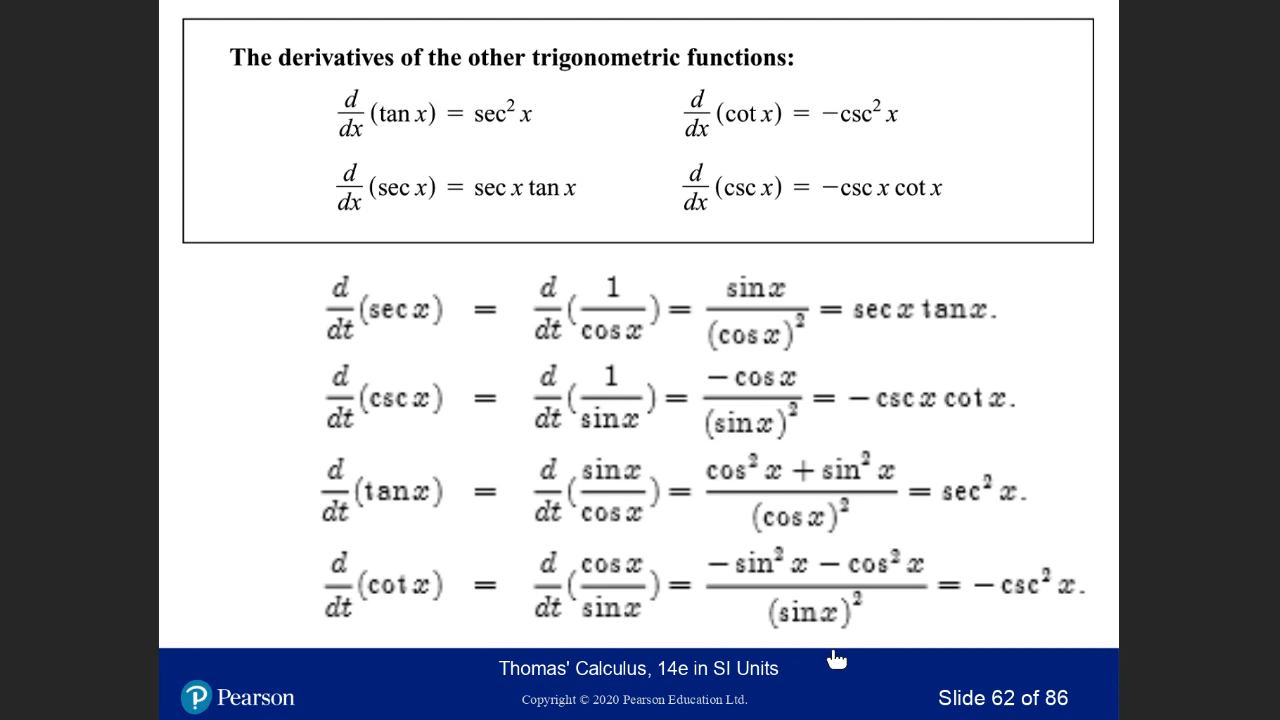 The derivatives of the other trigonometric functions:
d/dx (tan x) = sec² x    d/dx (cot x) = −csc² x
d/dx (sec x) = sec x tan x    d/dx (csc x) = −csc x cot x
d/dt (sec x) = d/dt (1/cos x) = sin x/(cos x)² = sec x tan x.
d/dt (csc x) = d/dt (1/sin x) = −cos x/(sin x)² = −csc x cot x.
d/dt (tan x) = d/dt (sin x/cos x) = cos² x + sin² x/(cos x)² = sec² x.
d/dt (cot x) = d/dt (cos x/sin x) = −sin² x − cos² x/(sin x)² = −csc² x.
Thomas' Calculus, 14e in SI Units
P Pearson
Copyright © 2020 Pearson Education Ltd.
Slide 62 of 86